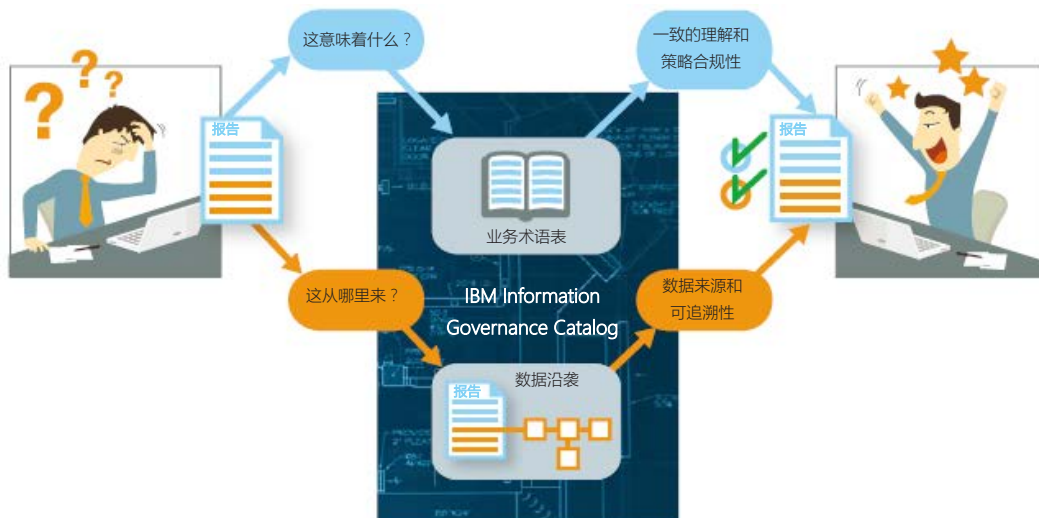 这意味着什么？
一致的理解和
策略合规性
报告
报告
业务术语表
这从哪里来？
IBM Information
Governance Catalog
数据来源和
可追溯性
数据沿袭
报告